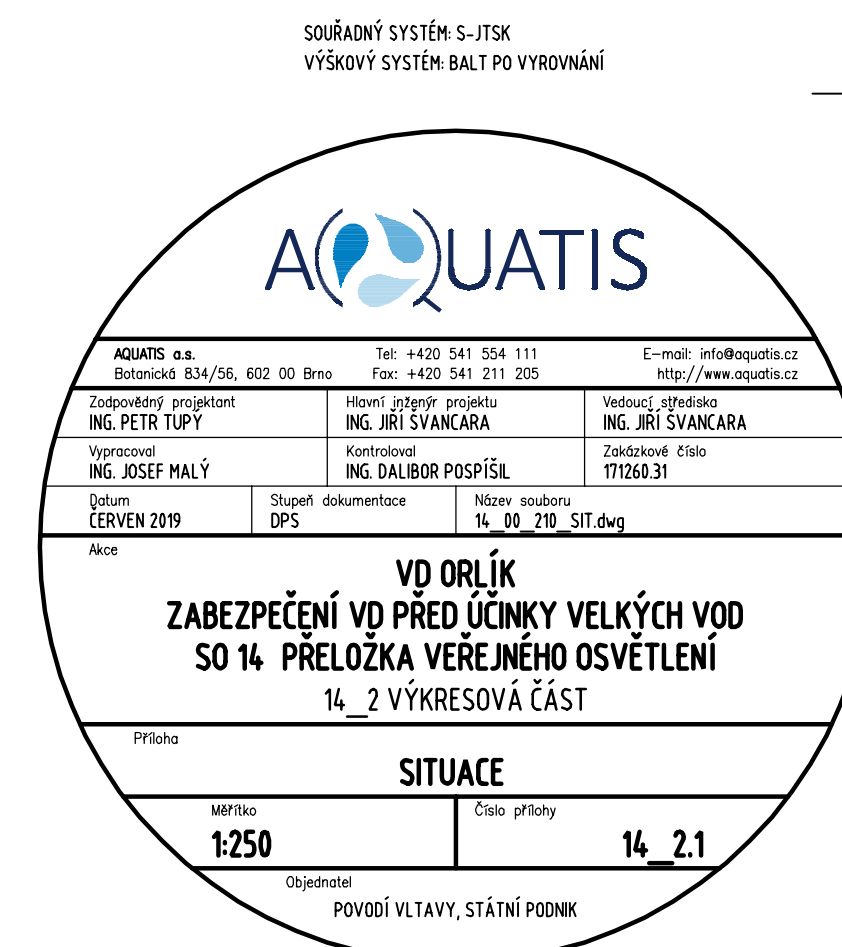 SOUŘADNÝ SYSTÉM: S-JTSK
VÝŠKOVÝ SYSTÉM: BALT PO VYROVNÁNÍ
AQUATIS
AQUATIS a.s. Tel: +420 541 554 111 E-mail: info@aquatis.cz
Botanická 834/56, 602 00 Brno Fax: +420 541 211 205 http://www.aquatis.cz
Zodpovědný projektant Hlavní inženýr projektu Vedoucí střediska
ING. PETR TUPÝ ING. JIŘÍ ŠVANCARA ING. JIŘÍ ŠVANCARA
Vypracoval Kontroloval Zakázkové číslo
ING. JOSEF MALÝ ING. DALIBOR POSPÍŠIL 171260.31
Datum Stupeň dokumentace Název souboru
ČERVEN 2019 DPS 14_00_210_SIT.dwg
Akce
VD ORLÍK
ZABEZPEČENÍ VD PŘED ÚČINKY VELKÝCH VOD
SO 14 PŘELOŽKA VEŘEJNÉHO OSVĚTLENÍ
14_2 VÝKRESOVÁ ČÁST
Příloha
SITUACE
Měřítko Číslo přílohy
1:250 14_2.1
Objednatel
POVODÍ VLTAVY, STÁTNÍ PODNIK